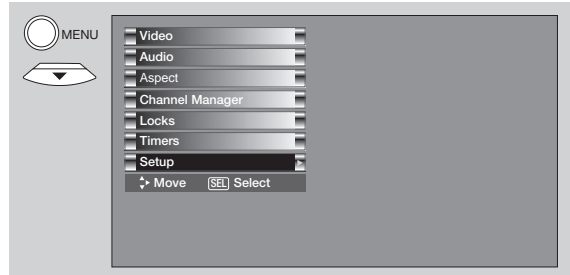 MENU
Video
Audio
Aspect
Channel Manager
Locks
Timers
Setup
Move SEL Select